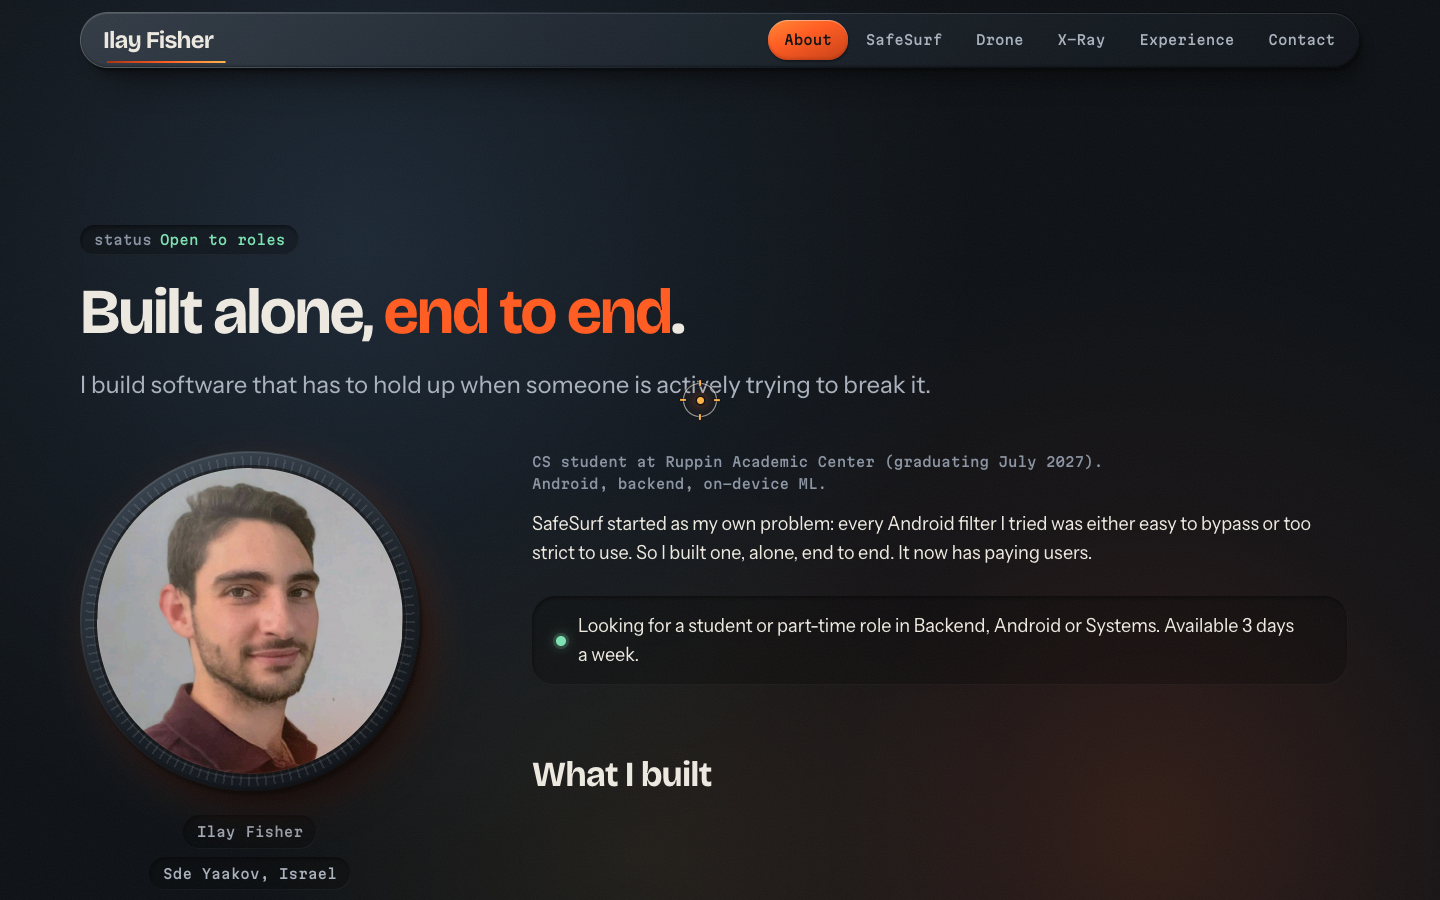 Ilay Fisher
About
SafeSurf
Drone
X-Ray
Experience
Contact
status Open to roles
Built alone, end to end.
I build software that has to hold up when someone is actively trying to break it.
CS student at Ruppin Academic Center (graduating July 2027).
Android, backend, on-device ML.
SafeSurf started as my own problem: every Android filter I tried was either easy to bypass or too
strict to use. So I built one, alone, end to end. It now has paying users.
Looking for a student or part-time role in Backend, Android or Systems. Available 3 days
a week.
What I built
Ilay Fisher
Sde Yaakov, Israel